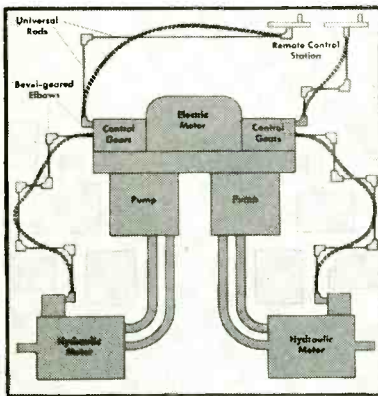 Universal
Rods
Remote Control
Station
Bevel-geared
Elbows
Electric
Motor
Control
Gears
Control
Gears
Pump
Pump
Hydraulic
Motor
Hydraulic
Motor